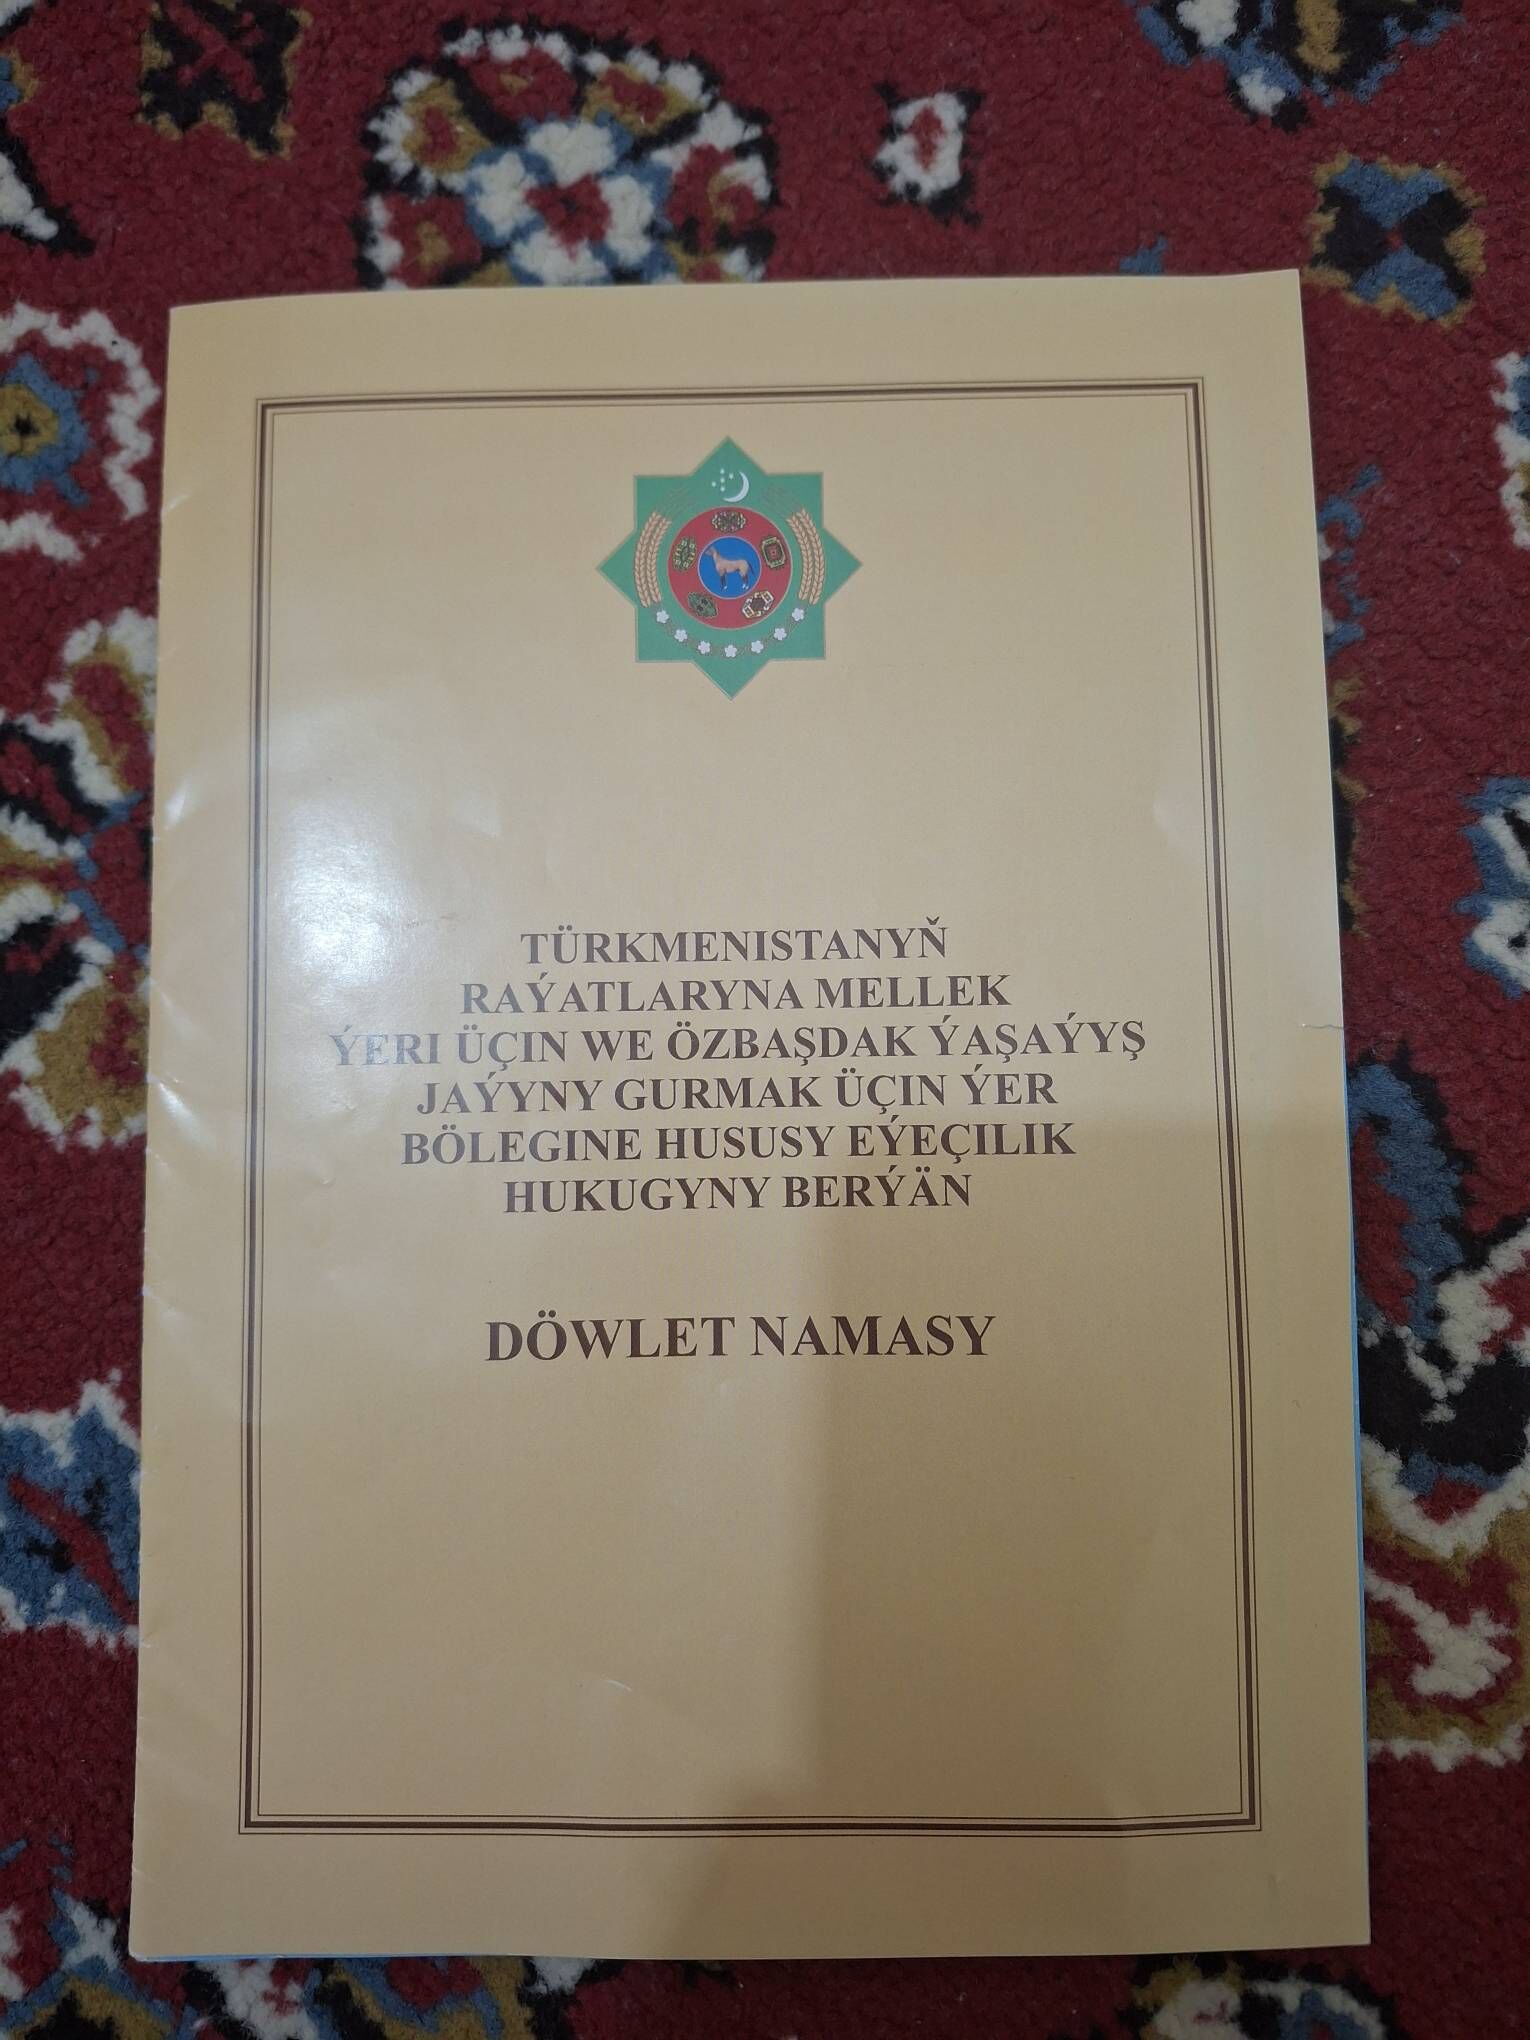 TÜRKMENISTANYŇ
RAÝATLARYNA MELLEK
ÝERI ÜÇIN WE ÖZBAŞDAK ÝAŞAÝYŞ
JAÝYNY GURMAK ÜÇIN ÝER
BÖLEGINE HUSUSY EÝEÇILIK
HUKUGYNY BERÝÄN
DÖWLET NAMASY